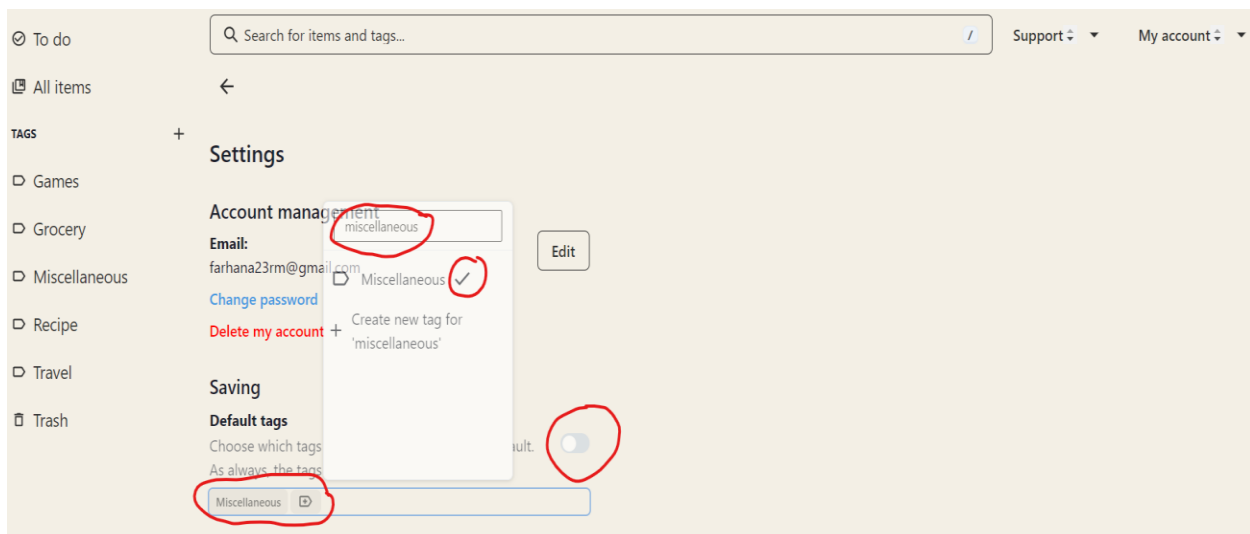 To do
Search for items and tags...
/
Support
My account
All items
TAGS +
Settings
Games
Account management
miscellaneous
Grocery
Email:
Edit
farhana23rm@gmail.com
Miscellaneous
Miscellaneous
Change password
Recipe
Delete my account
+ Create new tag for
'miscellaneous'
Travel
Saving
Trash
Default tags
Choose which tags
ault.
As always, the tags
Miscellaneous